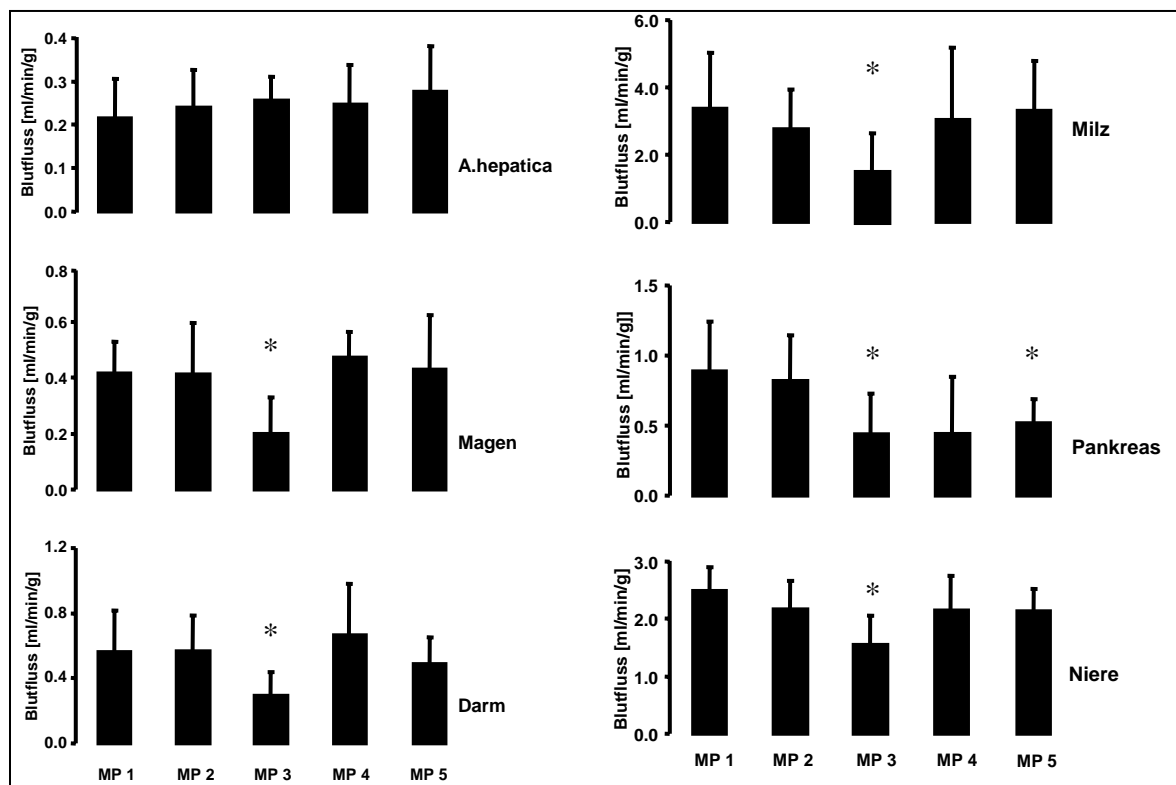 Blutfluss [ml/min/g]
0.4
0.3
0.2
0.1
0.0
A.hepatica
Blutfluss [ml/min/g]
6.0
4.0
2.0
0.0
*
Milz
Blutfluss [ml/min/g]
0.8
0.6
0.4
0.2
0.0
*
Magen
Blutfluss [ml/min/g]]
1.5
1.0
0.5
0.0
*
*
Pankreas
Blutfluss [ml/min/g]
1.2
0.8
0.4
0.0
*
Darm
MP 1 MP 2 MP 3 MP 4 MP 5
Blutfluss [ml/min/g]
3.0
2.0
1.0
0.0
*
Niere
MP 1 MP 2 MP 3 MP 4 MP 5